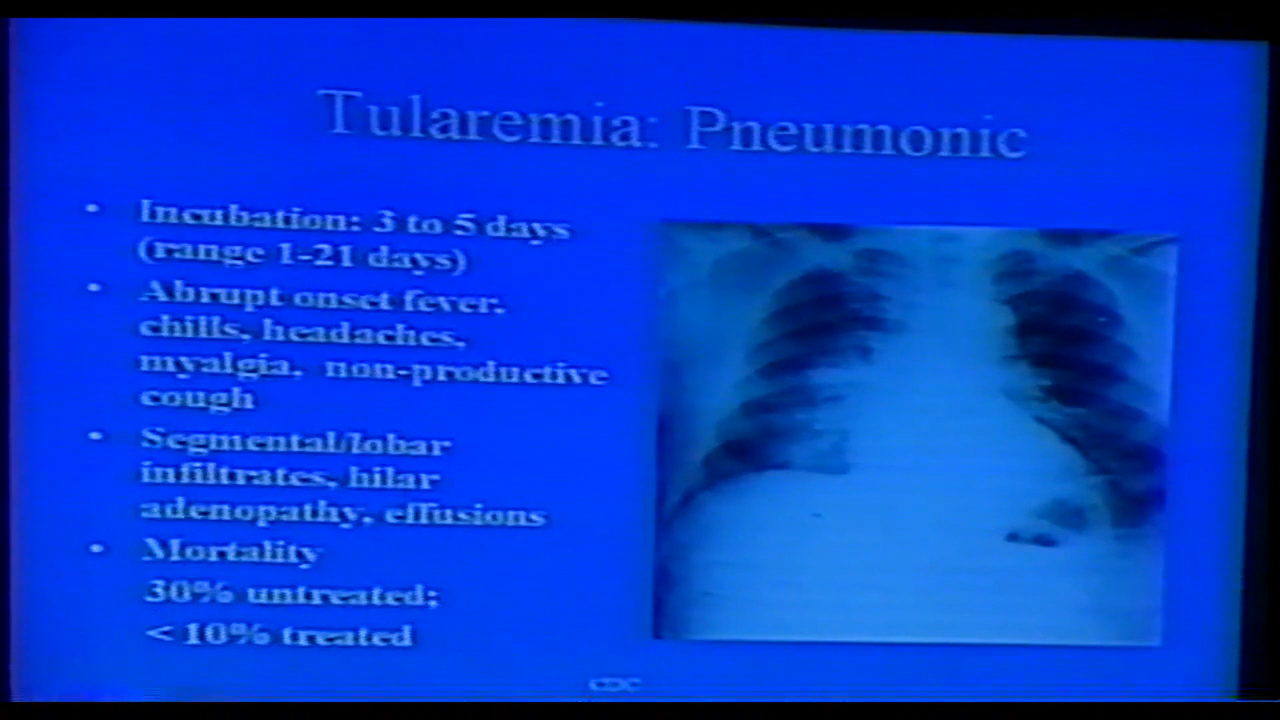 Tularemia: Pneumonic
• Incubation: 3 to 5 days
(range 1-21 days)
• Abrupt onset fever,
chills, headaches,
myalgia, non-productive
cough
• Segmental/lobar
infiltrates, hilar
adenopathy, effusions
• Mortality
30% untreated;
< 10% treated
CDC